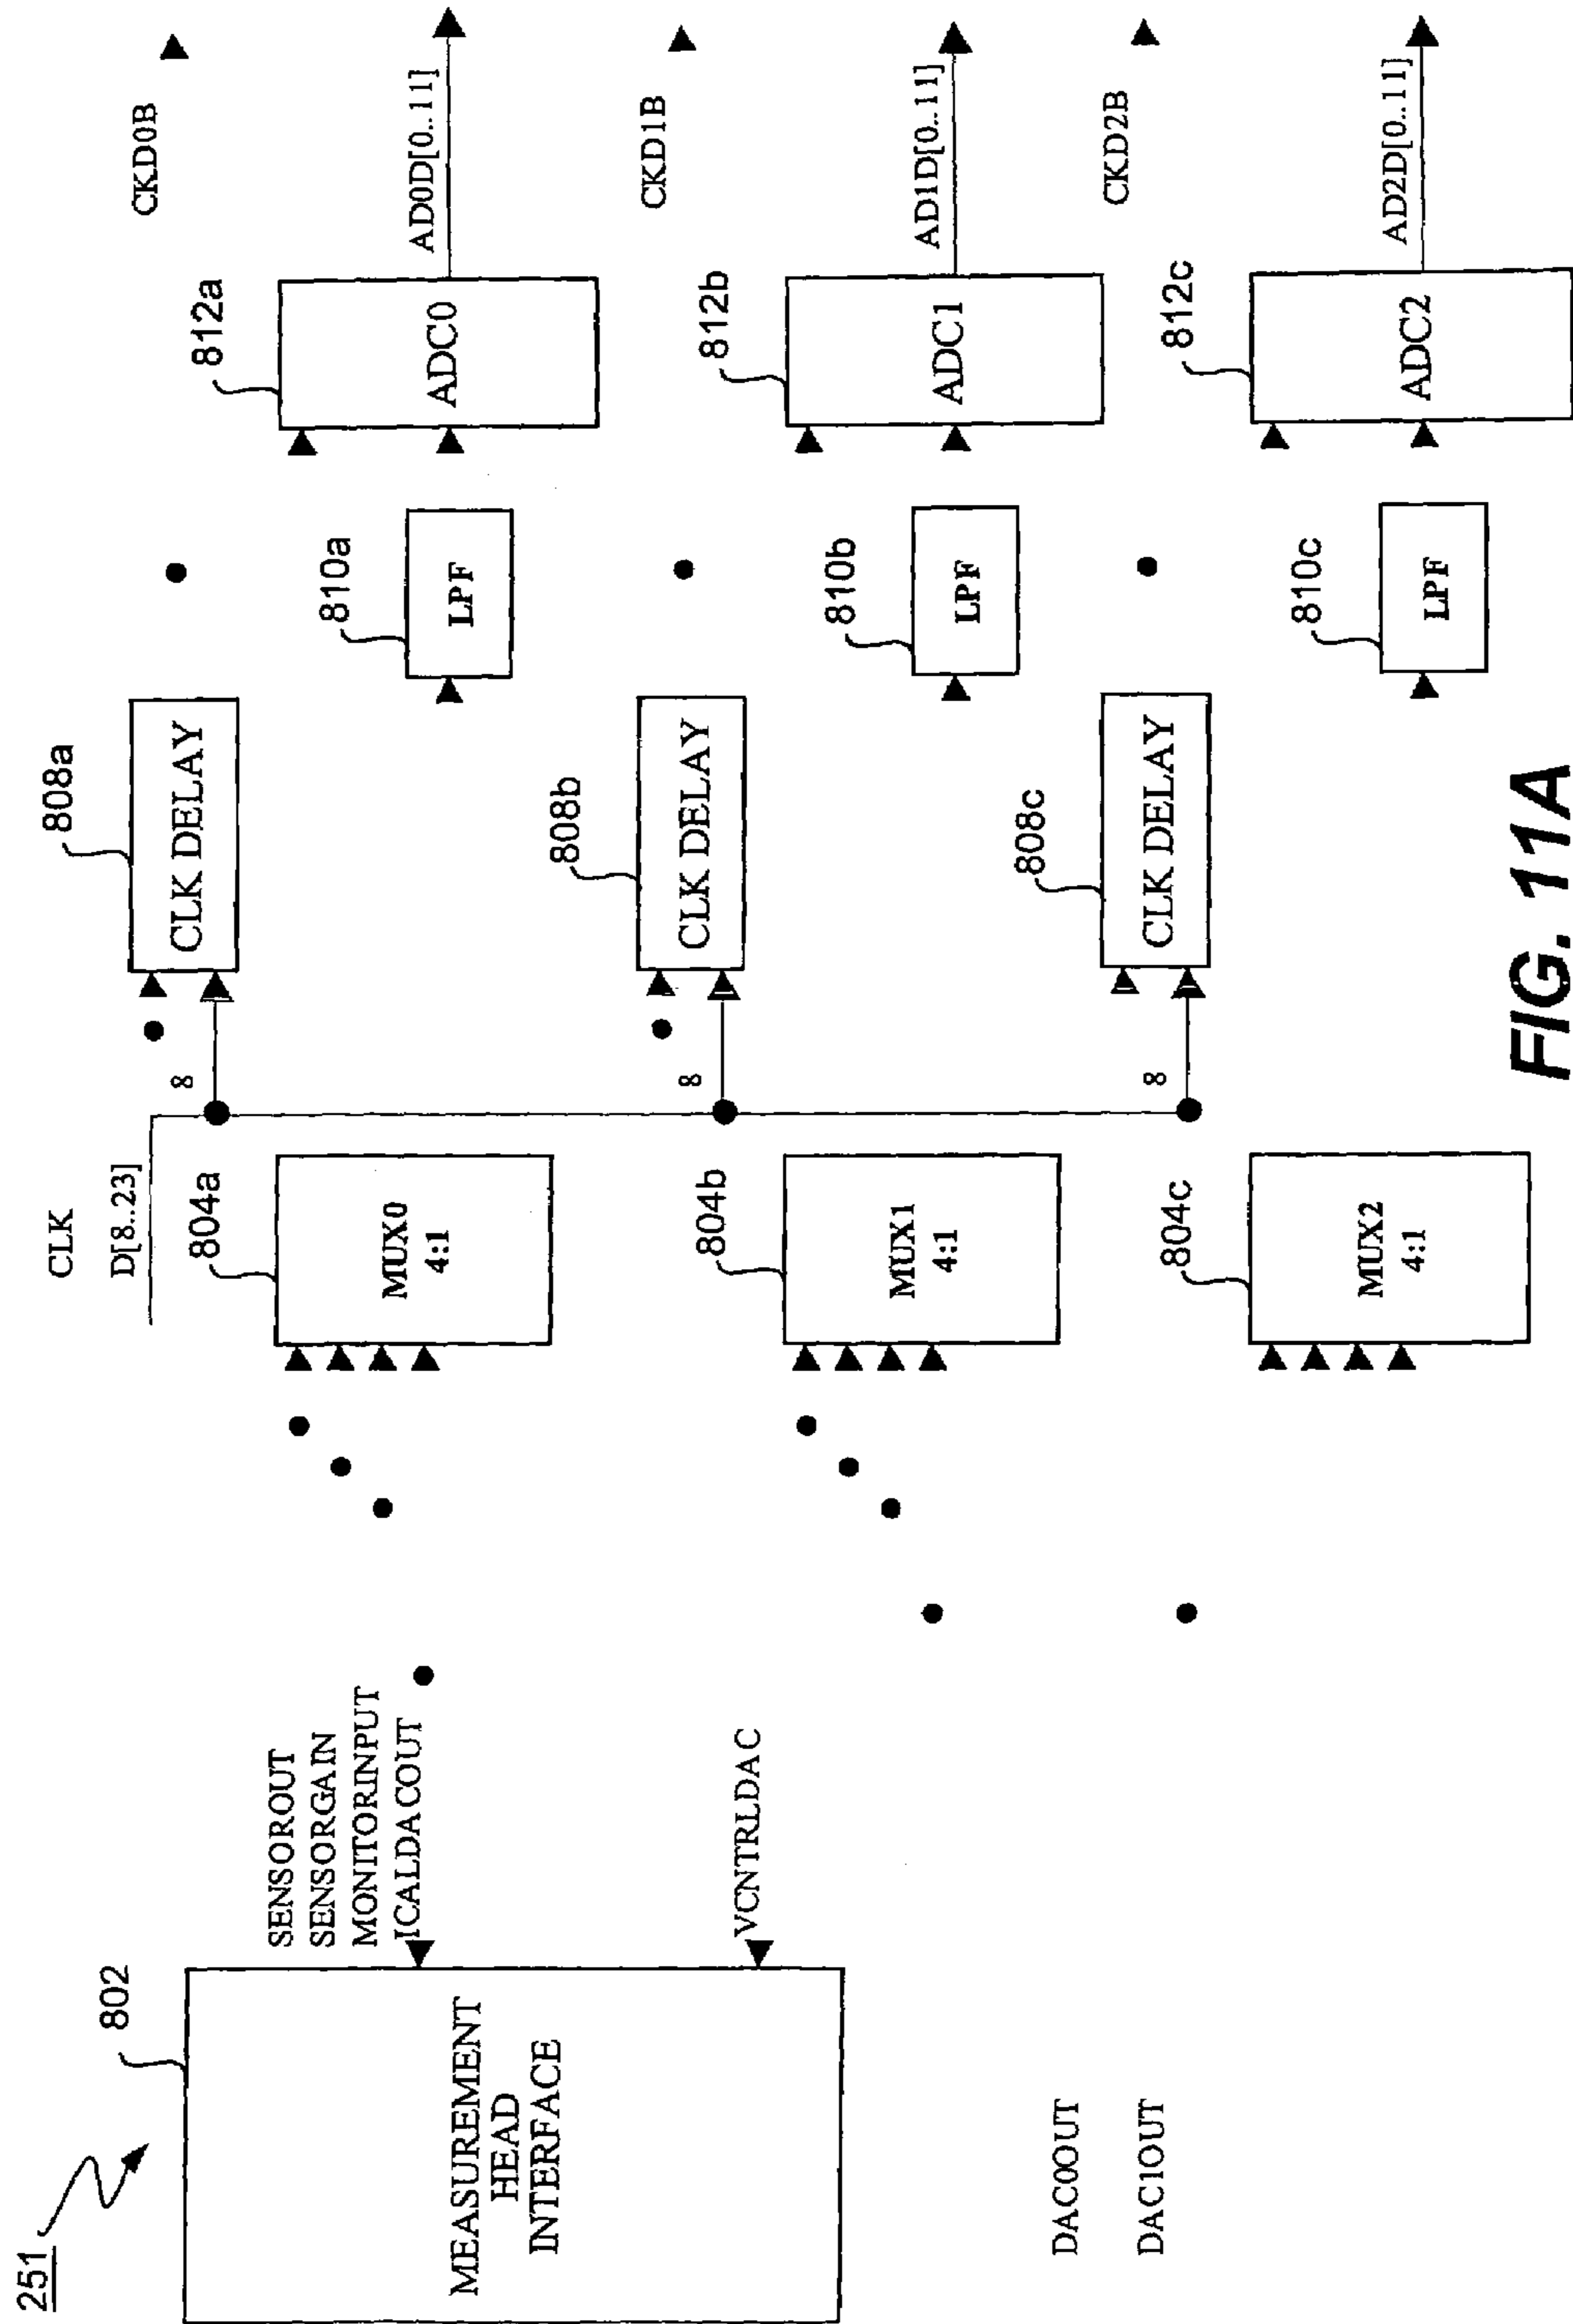 251
802
MEASUREMENT
HEAD
INTERFACE
SENSOROUT
SENSORGAIN
MONITORINPUT
ICALDACOUT
VCNTRLDAC
DAC0OUT
DAC1OUT
CLK
D[8..23]
804a
MUX0
4:1
804b
MUX1
4:1
804c
MUX2
4:1
8
8
8
808a
CLK DELAY
808b
CLK DELAY
808c
CLK DELAY
810a
LPF
810b
LPF
810c
LPF
812a
ADC0
812b
ADC1
812c
ADC2
CKD0B
AD0D[0..11]
CKD1B
AD1D[0..11]
CKD2B
AD2D[0..11]
FIG. 11A